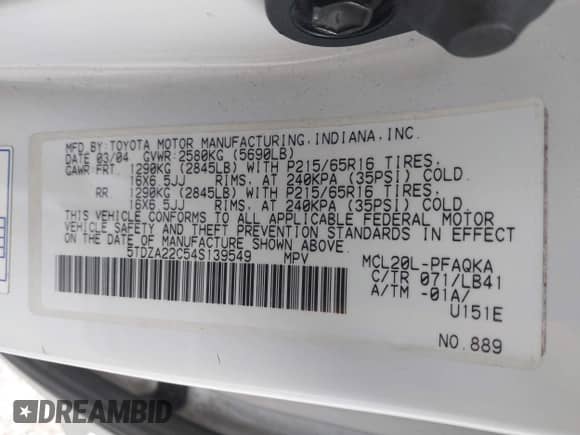 MFD.BY:TOYOTA MOTOR MANUFACTURING,INDIANA,INC.
DATE 03/04 GVWR:2580KG (5690LB)
GAWR:FRT. 1290KG (2845LB) WITH P215/65R16 TIRES,
16X6.5JJ RIMS, AT 240KPA (35PSI) COLD.
RR. 1290KG (2845LB) WITH P215/65R16 TIRES,
16X6.5JJ RIMS, AT 240KPA (35PSI) COLD.
THIS VEHICLE CONFORMS TO ALL APPLICABLE FEDERAL MOTOR
VEHICLE SAFETY AND THEFT PREVENTION STANDARDS IN EFFECT
ON THE DATE OF MANUFACTURE SHOWN ABOVE.
5TDZA22C54S139549 MPV MCL20L-PFAQKA
C/TR 071/LB41
A/TM -01A/
U151E
NO.889
DREAMBID